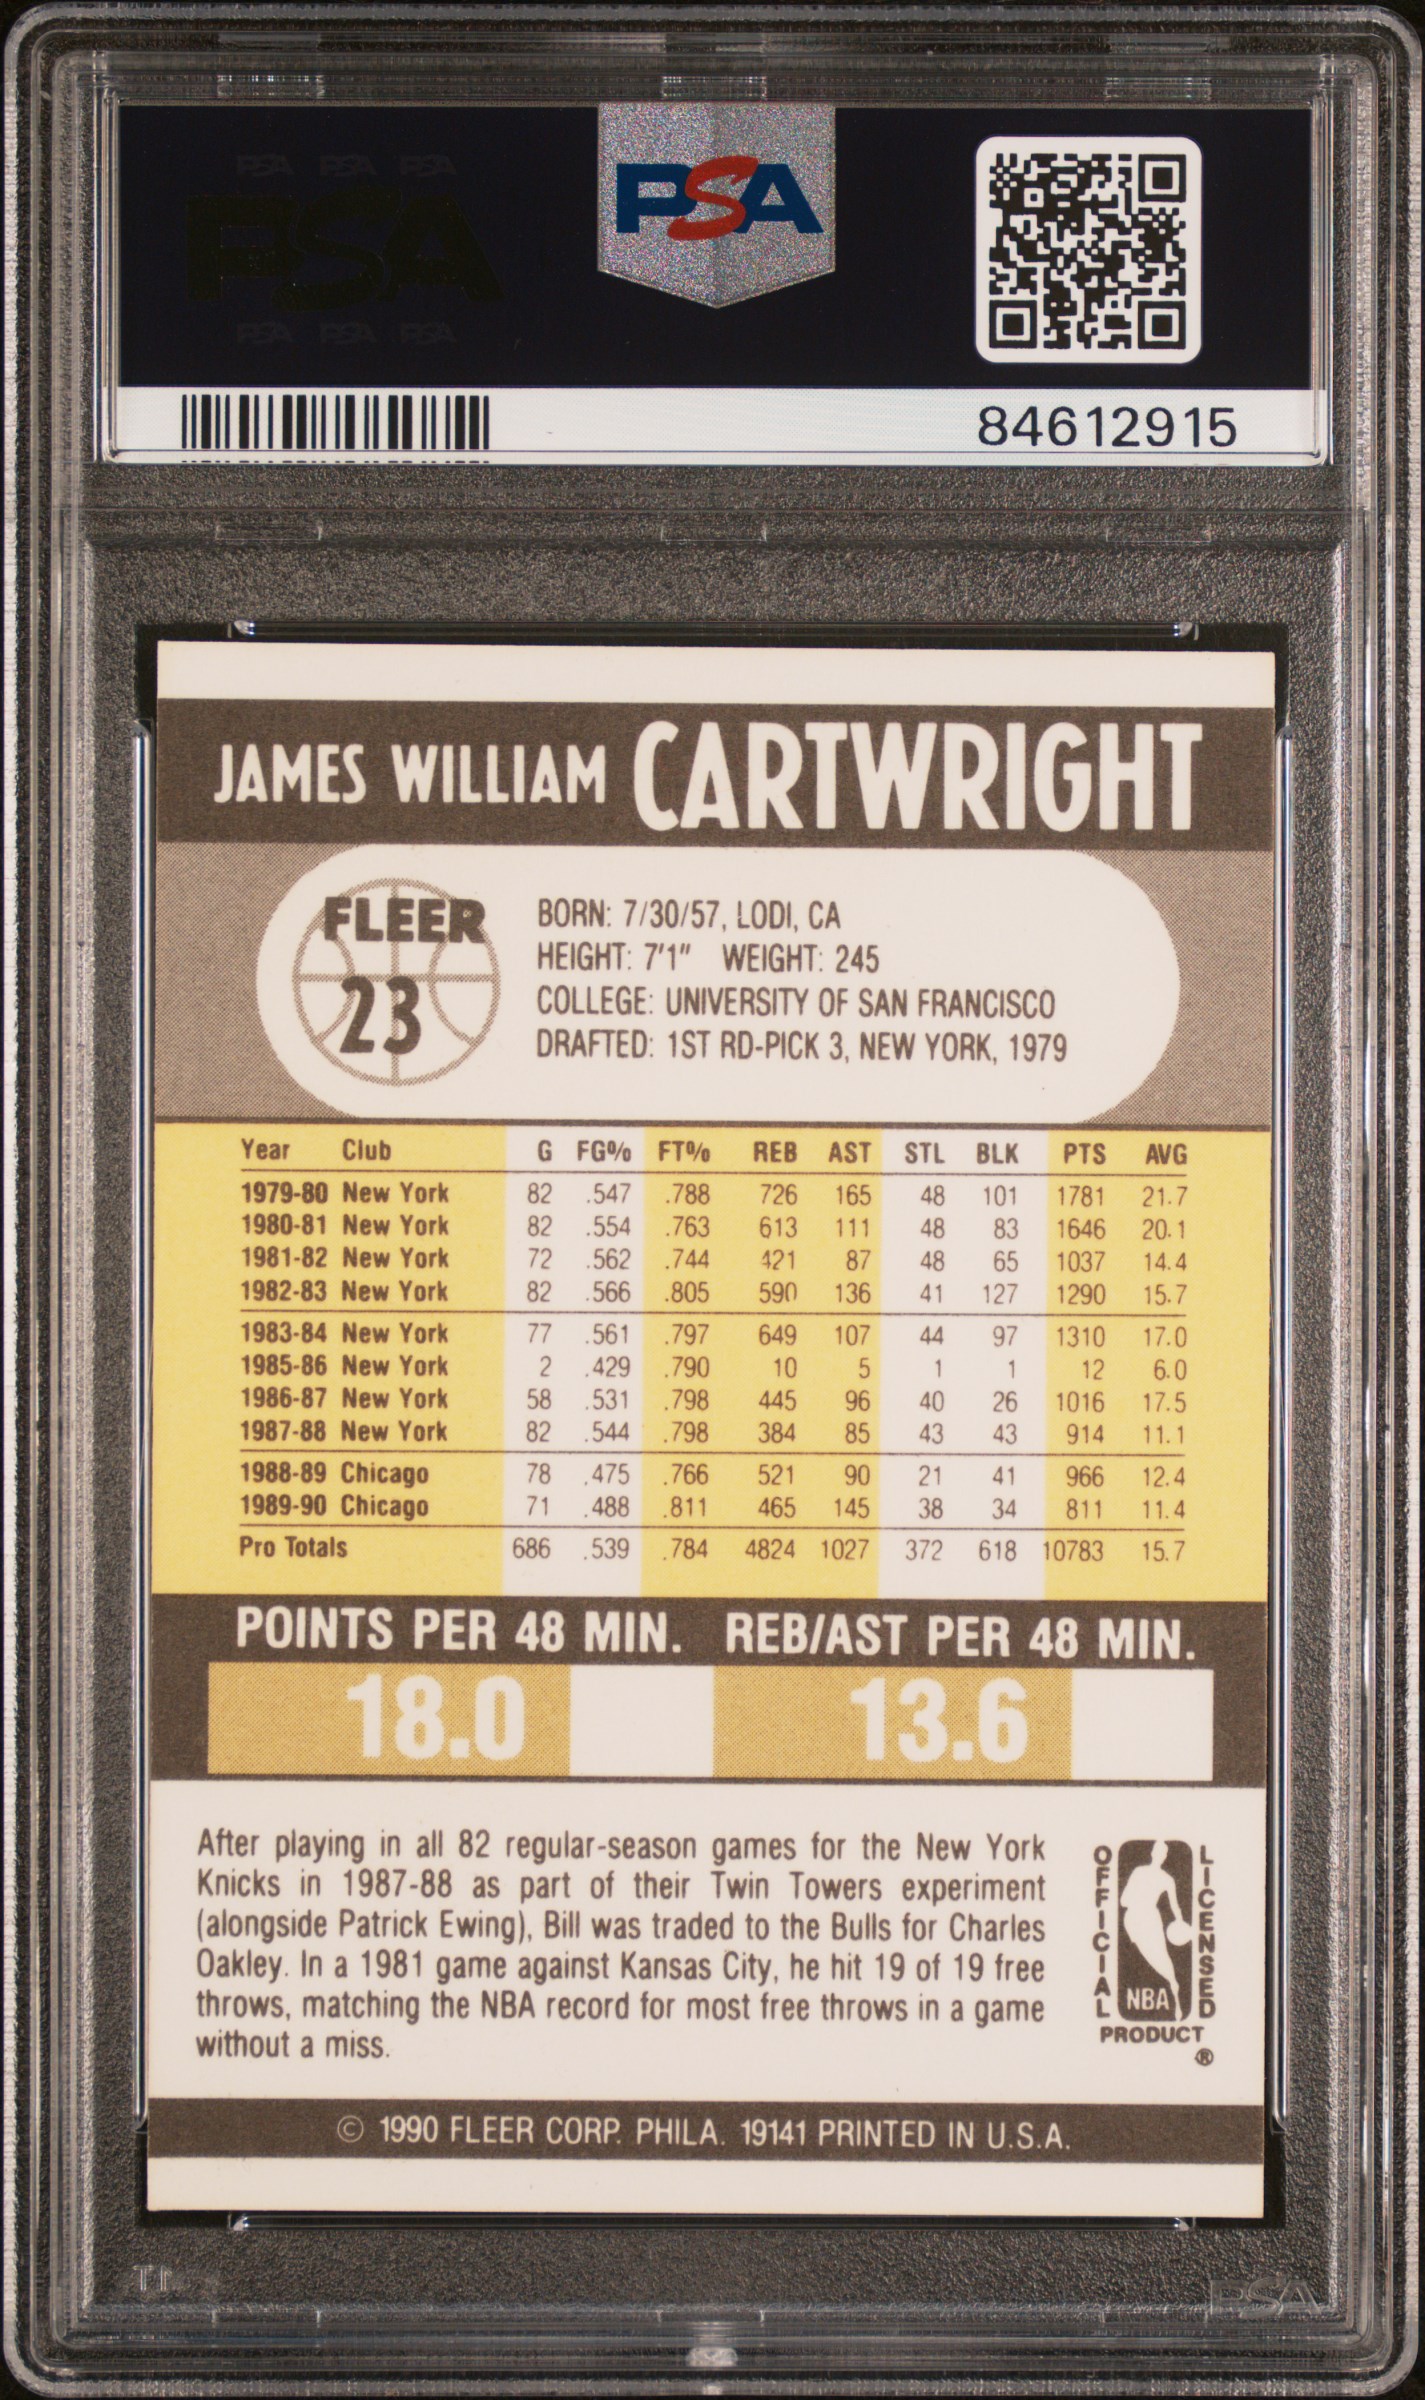 PSA PSA PSA
PSA
PSA PSA PSA
PSA
84612915
JAMES WILLIAM CARTWRIGHT
FLEER
23
BORN: 7/30/57, LODI, CA
HEIGHT: 7'1" WEIGHT: 245
COLLEGE: UNIVERSITY OF SAN FRANCISCO
DRAFTED: 1ST RD-PICK 3, NEW YORK, 1979
Year Club G FG% FT% REB AST STL BLK PTS AVG
1979-80 New York 82 .547 .788 726 165 48 101 1781 21.7
1980-81 New York 82 .554 .763 613 111 48 83 1646 20.1
1981-82 New York 72 .562 .744 421 87 48 65 1037 14.4
1982-83 New York 82 .566 .805 590 136 41 127 1290 15.7
1983-84 New York 77 .561 .797 649 107 44 97 1310 17.0
1985-86 New York 2 .429 .790 10 5 1 1 12 6.0
1986-87 New York 58 .531 .798 445 96 40 26 1016 17.5
1987-88 New York 82 .544 .798 384 85 43 43 914 11.1
1988-89 Chicago 78 .475 .766 521 90 21 41 966 12.4
1989-90 Chicago 71 .488 .811 465 145 38 34 811 11.4
Pro Totals 686 .539 .784 4824 1027 372 618 10783 15.7
POINTS PER 48 MIN. REB/AST PER 48 MIN.
18.0 13.6
After playing in all 82 regular-season games for the New York
Knicks in 1987-88 as part of their Twin Towers experiment
(alongside Patrick Ewing), Bill was traded to the Bulls for Charles
Oakley. In a 1981 game against Kansas City, he hit 19 of 19 free
throws, matching the NBA record for most free throws in a game
without a miss.
OFFICIAL
NBA
LICENSED
PRODUCT
®
© 1990 FLEER CORP. PHILA. 19141 PRINTED IN U.S.A.
PSA